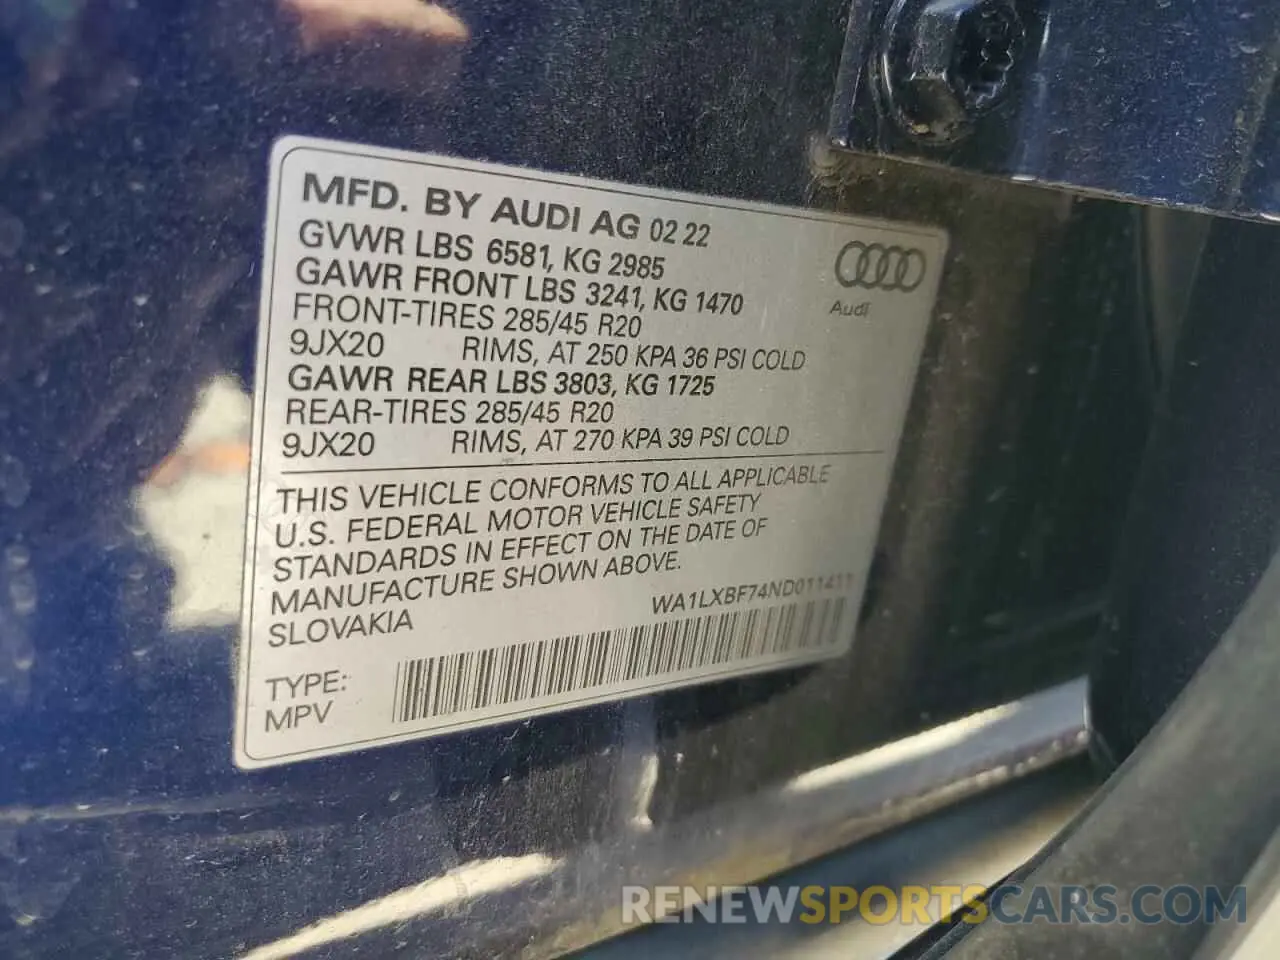 MFD. BY AUDI AG 02 22
GVWR LBS 6581, KG 2985
GAWR FRONT LBS 3241, KG 1470
FRONT-TIRES 285/45 R20
9JX20 RIMS, AT 250 KPA 36 PSI COLD
GAWR REAR LBS 3803, KG 1725
REAR-TIRES 285/45 R20
9JX20 RIMS, AT 270 KPA 39 PSI COLD
Audi
THIS VEHICLE CONFORMS TO ALL APPLICABLE
U.S. FEDERAL MOTOR VEHICLE SAFETY
STANDARDS IN EFFECT ON THE DATE OF
MANUFACTURE SHOWN ABOVE.
SLOVAKIA
WA1LXBF74ND011411
TYPE:
MPV
RENEWSPORTSCARS.COM